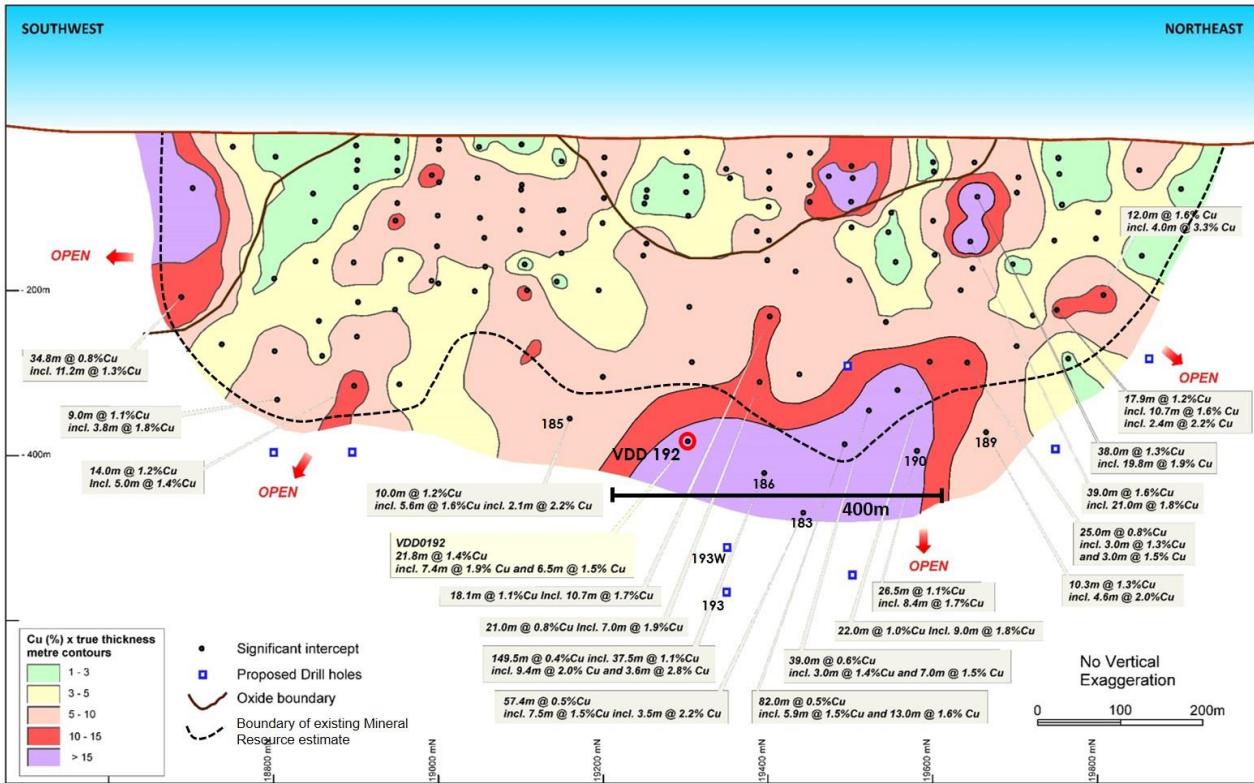 SOUTHWEST
NORTHEAST
12.0m @ 1.6% Cu
incl. 4.0m @ 3.3% Cu
OPEN
- 200m
34.8m @ 0.8%Cu
incl. 11.2m @ 1.3%Cu
OPEN
17.9m @ 1.2%Cu
incl. 10.7m @ 1.6% Cu
incl. 2.4m @ 2.2% Cu
9.0m @ 1.1%Cu
incl. 3.8m @ 1.8%Cu
185
189
VDD 192
190
- 400m
38.0m @ 1.3%Cu
incl. 19.8m @ 1.9% Cu
14.0m @ 1.2%Cu
Incl. 5.0m @ 1.4%Cu
OPEN
186
10.0m @ 1.2%Cu
incl. 5.6m @ 1.6%Cu incl. 2.1m @ 2.2% Cu
400m
39.0m @ 1.6%Cu
incl. 21.0m @ 1.8%Cu
183
25.0m @ 0.8%Cu
incl. 3.0m @ 1.3%Cu
and 3.0m @ 1.5% Cu
VDD0192
21.8m @ 1.4%Cu
incl. 7.4m @ 1.9% Cu and 6.5m @ 1.5% Cu
193W
OPEN
10.3m @ 1.3%Cu
incl. 4.6m @ 2.0%Cu
18.1m @ 1.1%Cu Incl. 10.7m @ 1.7%Cu
193
26.5m @ 1.1%Cu
incl. 8.4m @ 1.7%Cu
21.0m @ 0.8%Cu Incl. 7.0m @ 1.9%Cu
22.0m @ 1.0%Cu Incl. 9.0m @ 1.8%Cu
149.5m @ 0.4%Cu incl. 37.5m @ 1.1%Cu
incl. 9.4m @ 2.0% Cu and 3.6m @ 2.8% Cu
39.0m @ 0.6%Cu
incl. 3.0m @ 1.4%Cu and 7.0m @ 1.5% Cu
57.4m @ 0.5%Cu
incl. 7.5m @ 1.5%Cu incl. 3.5m @ 2.2% Cu
82.0m @ 0.5%Cu
incl. 5.9m @ 1.5%Cu and 13.0m @ 1.6% Cu
Cu (%) x true thickness
metre contours
1 - 3
3 - 5
5 - 10
10 - 15
> 15
Significant intercept
Proposed Drill holes
Oxide boundary
Boundary of existing Mineral
Resource estimate
No Vertical
Exaggeration
0 100 200m
18800 mN
19000 mN
19200 mN
19400 mN
19600 mN
19800 mN